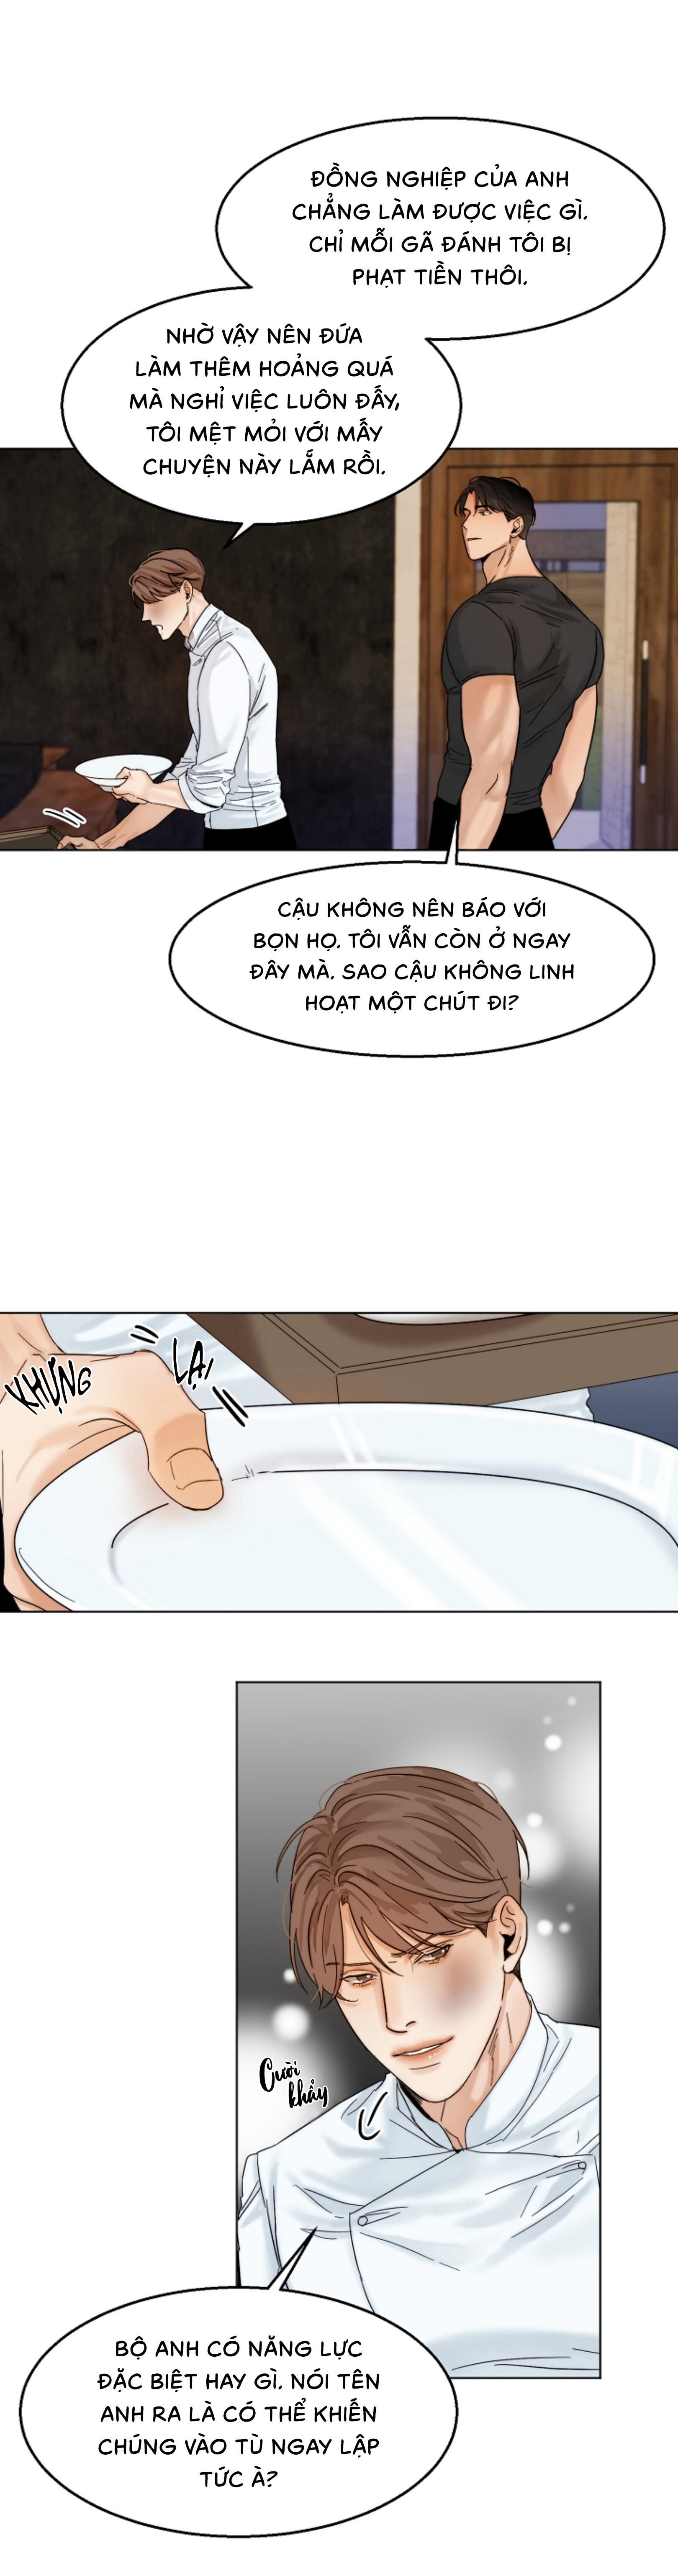 ĐỒNG NGHIỆP CỦA ANH
CHẲNG LÀM ĐƯỢC VIỆC GÌ.
CHỈ MỖI GÃ ĐÁNH TÔI BỊ
PHẠT TIỀN THÔI.
NHỜ VẬY NÊN ĐỨA
LÀM THÊM HOẢNG QUÁ
MÀ NGHỈ VIỆC LUÔN ĐẤY,
TÔI MỆT MỎI VỚI MẤY
CHUYỆN NÀY LẮM RỒI.
CẬU KHÔNG NÊN BÁO VỚI
BỌN HỌ. TÔI VẪN CÒN Ở NGAY
ĐÂY MÀ. SAO CẬU KHÔNG LINH
HOẠT MỘT CHÚT ĐI?
KHỰNG
LẠI
Cười
khẩy
BỘ ANH CÓ NĂNG LỰC
ĐẶC BIỆT HAY GÌ. NÓI TÊN
ANH RA LÀ CÓ THỂ KHIẾN
CHÚNG VÀO TÙ NGAY LẬP
TỨC À?